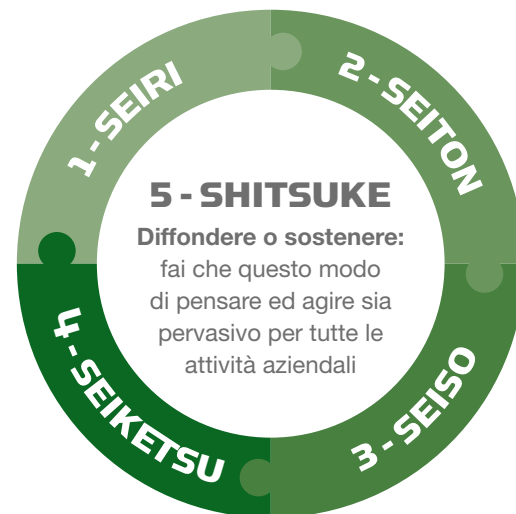 1 - SEIRI
2 - SEITON
5 - SHITSUKE
Diffondere o sostenere:
fai che questo modo
di pensare ed agire sia
pervasivo per tutte le
attività aziendali
3 - SEISO
4 - SEIKETSU